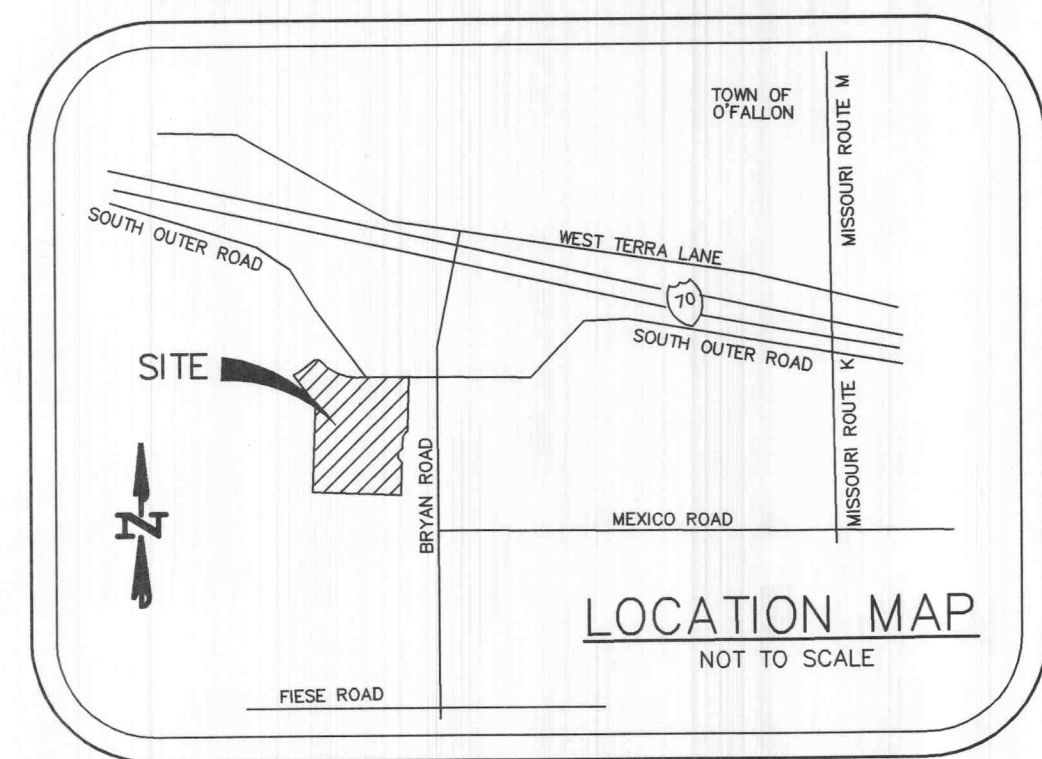 TOWN OF
O'FALLON
MISSOURI ROUTE M
SOUTH OUTER ROAD
WEST TERRA LANE
70
SOUTH OUTER ROAD
SITE
MISSOURI ROUTE K
BRYAN ROAD
N
MEXICO ROAD
LOCATION MAP
NOT TO SCALE
FIESE ROAD